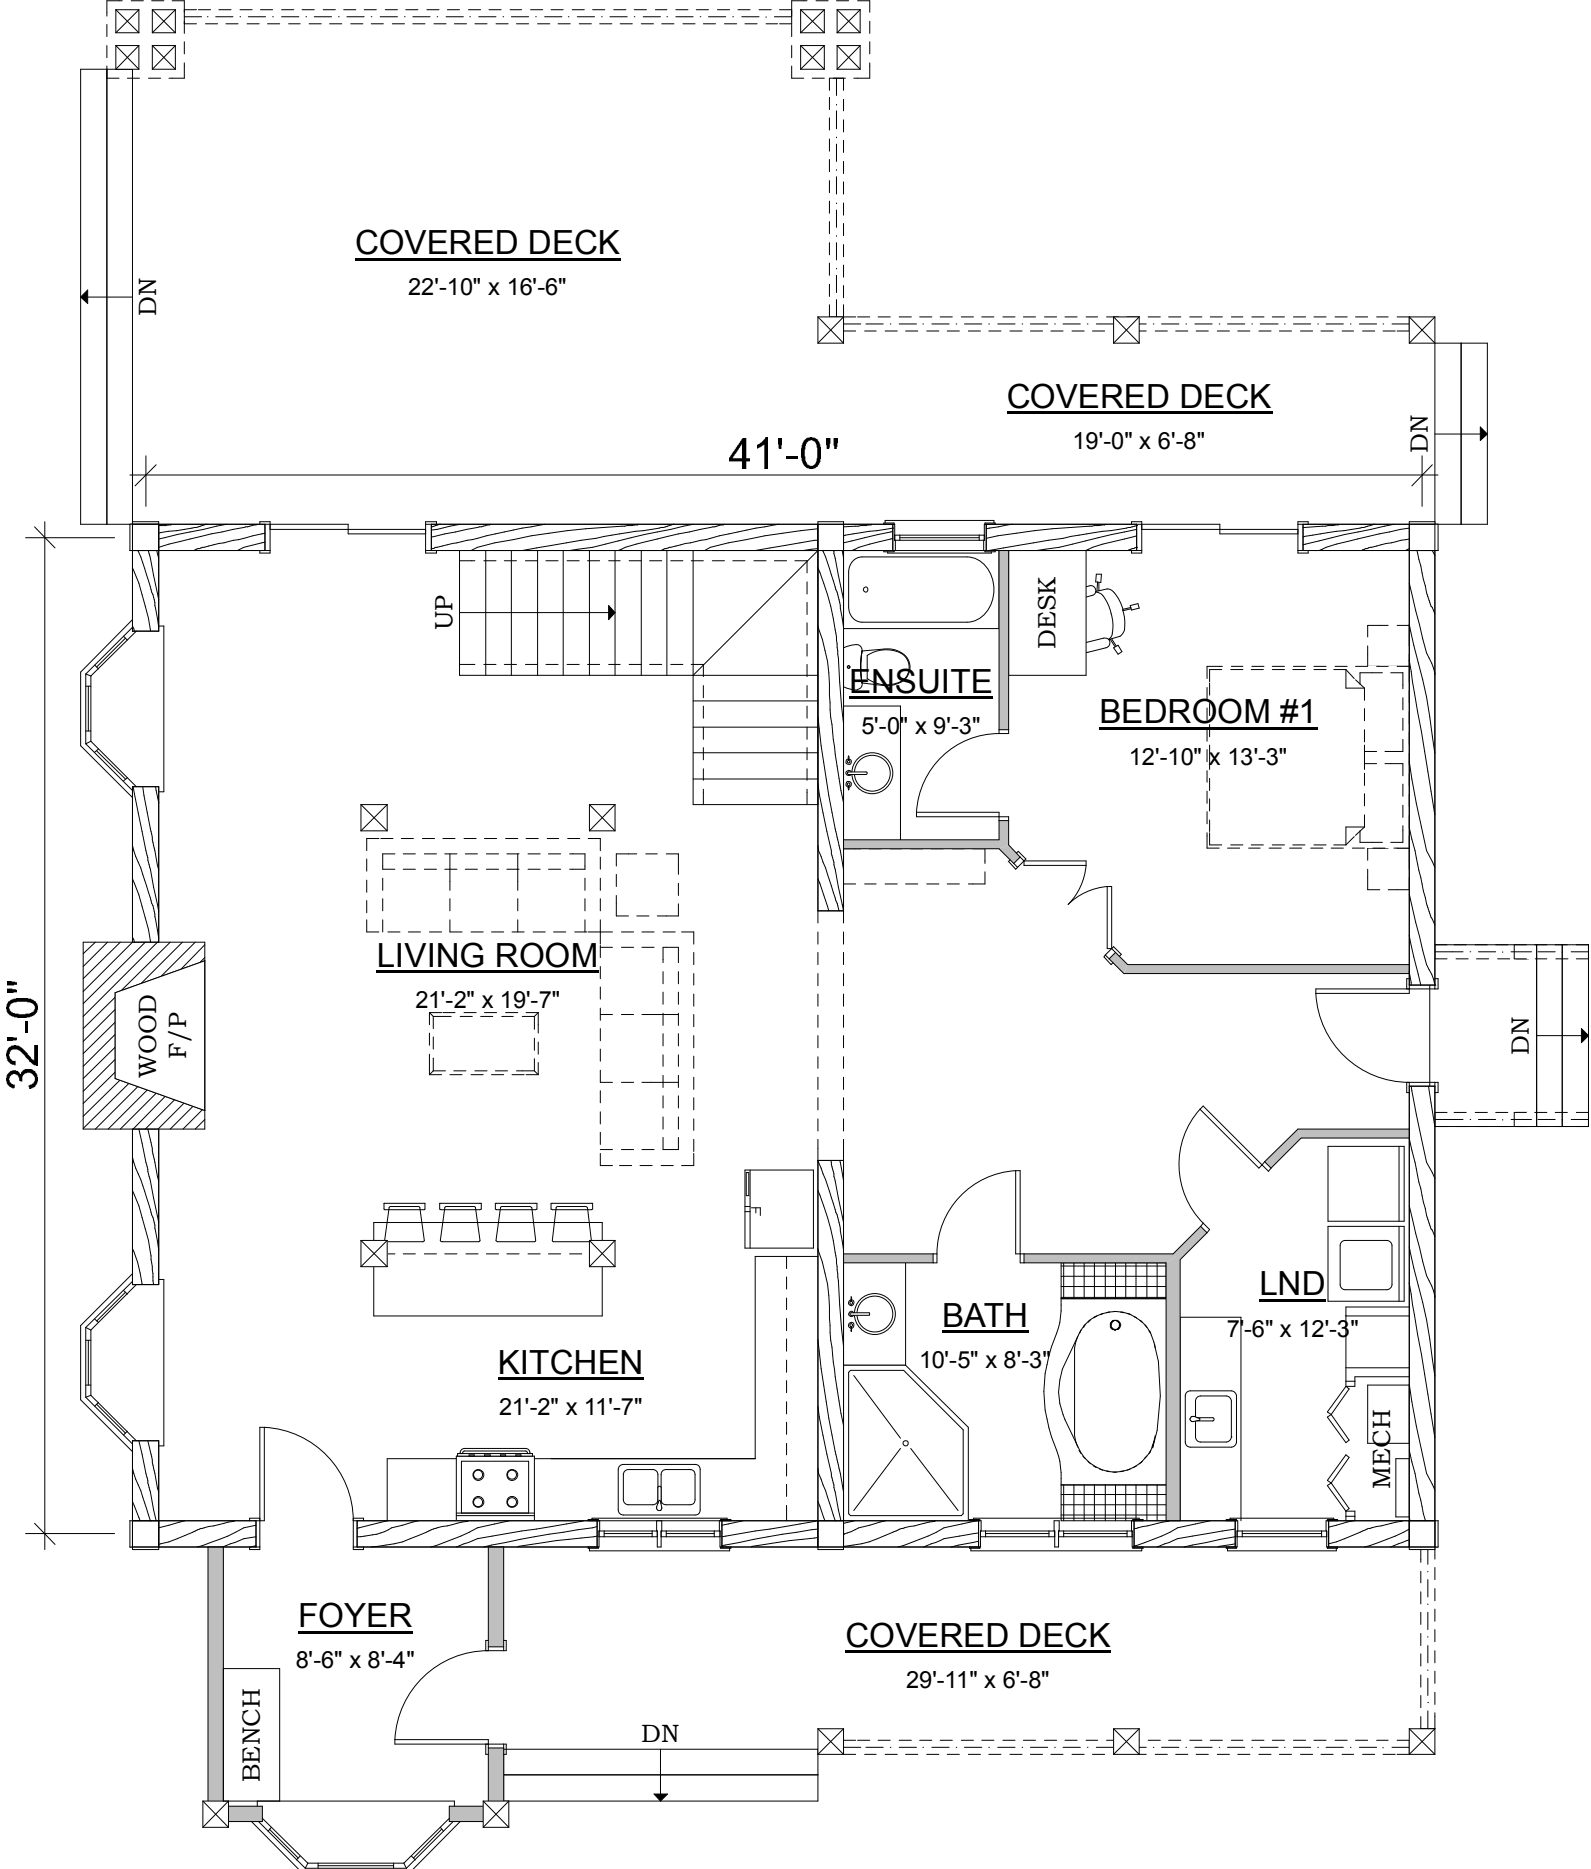 COVERED DECK
22'-10" x 16'-6"
DN
COVERED DECK
19'-0" x 6'-8"
DN
41'-0"
UP
DESK
ENSUITE
5'-0" x 9'-3"
BEDROOM #1
12'-10" x 13'-3"
LIVING ROOM
21'-2" x 19'-7"
WOOD
F/P
32'-0"
DN
F
LND
7'-6" x 12'-3"
BATH
10'-5" x 8'-3"
KITCHEN
21'-2" x 11'-7"
MECH
FOYER
8'-6" x 8'-4"
COVERED DECK
29'-11" x 6'-8"
BENCH
DN